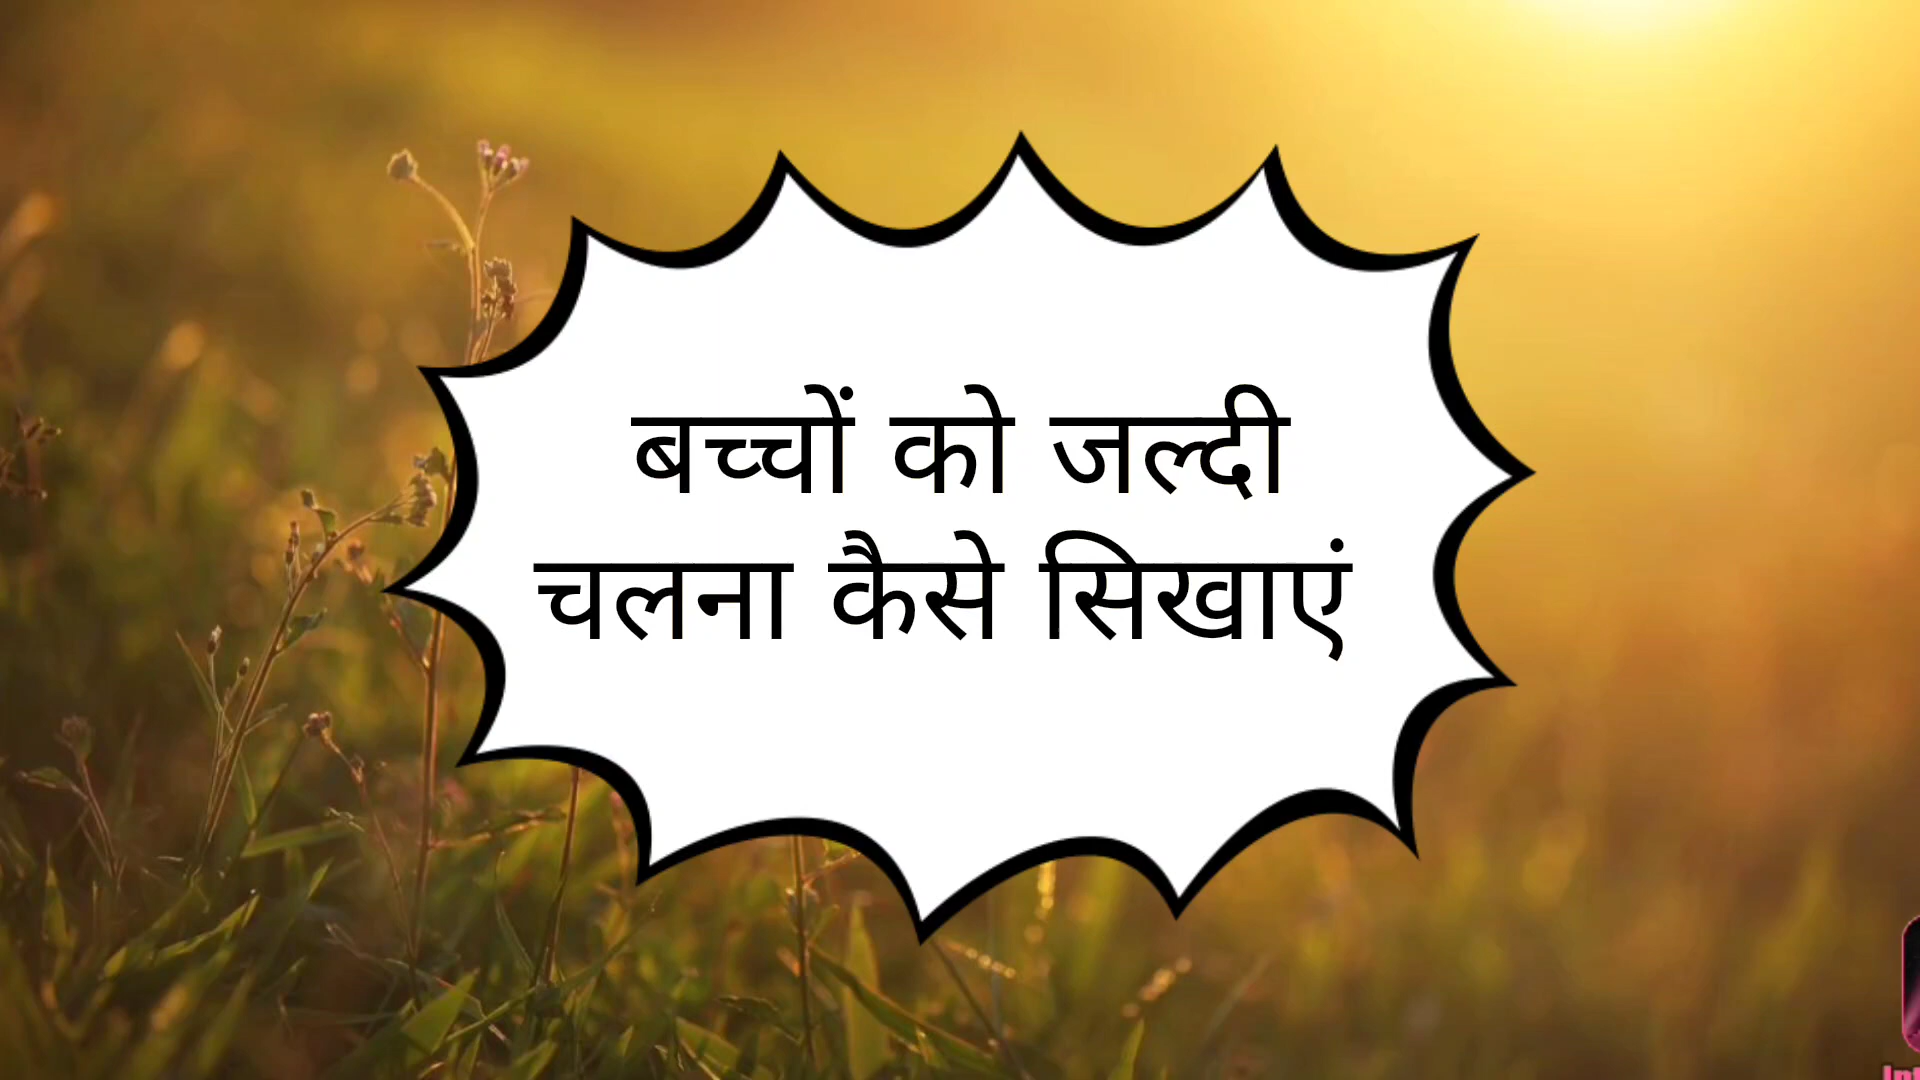 बच्चों को जल्दी
चलना कैसे सिखाएं